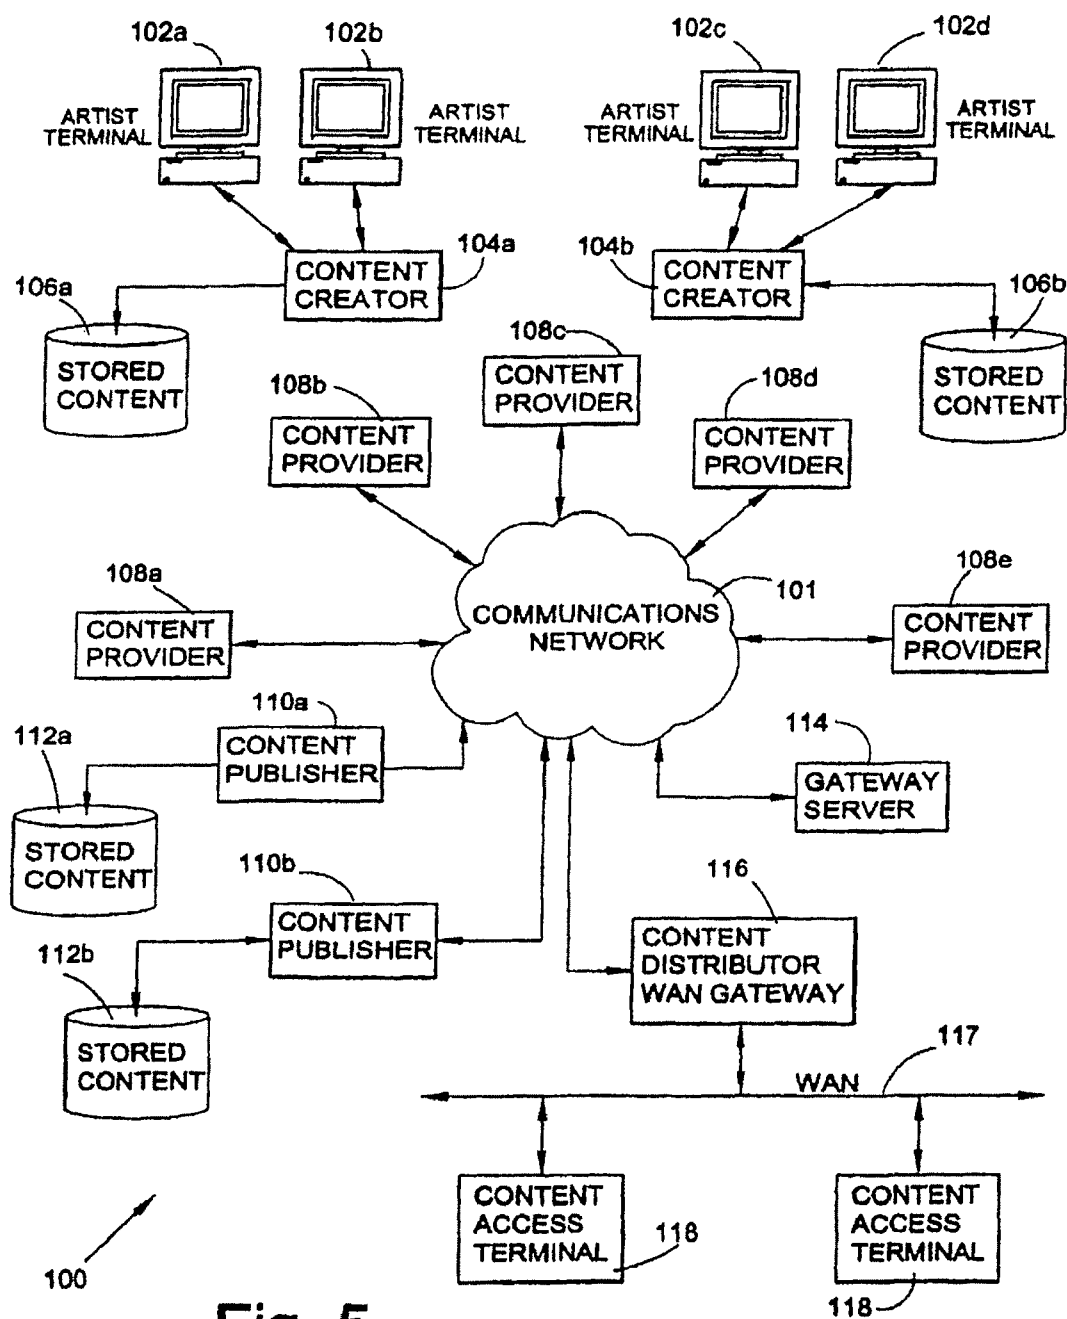 102a
102b
102c
102d
ARTIST
TERMINAL
ARTIST
TERMINAL
ARTIST
TERMINAL
ARTIST
TERMINAL
104a
CONTENT
CREATOR
104b
CONTENT
CREATOR
106a
STORED
CONTENT
106b
STORED
CONTENT
108c
CONTENT
PROVIDER
108b
CONTENT
PROVIDER
108d
CONTENT
PROVIDER
108a
CONTENT
PROVIDER
101
COMMUNICATIONS
NETWORK
108e
CONTENT
PROVIDER
110a
CONTENT
PUBLISHER
112a
STORED
CONTENT
114
GATEWAY
SERVER
110b
CONTENT
PUBLISHER
112b
STORED
CONTENT
116
CONTENT
DISTRIBUTOR
WAN GATEWAY
117
WAN
CONTENT
ACCESS
TERMINAL
118
CONTENT
ACCESS
TERMINAL
118
100
Fig. 5